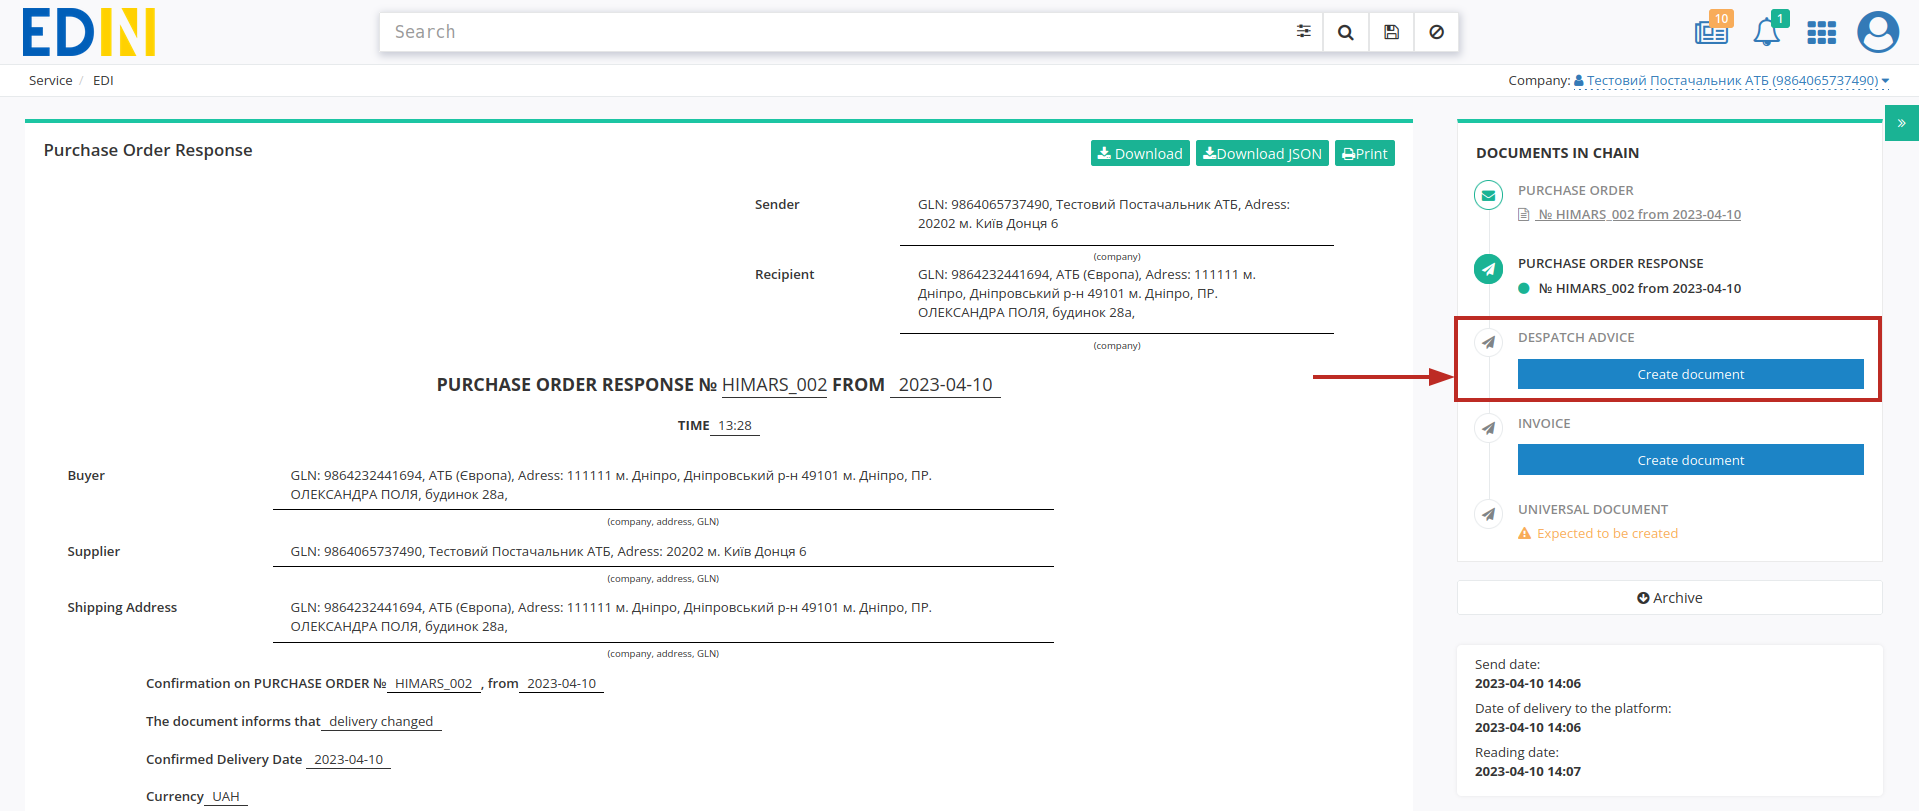 EDIN
Search
10
1
Service / EDI
Company: Тестовий Постачальник АТБ (9864065737490)
Purchase Order Response
Download
Download JSON
Print
Sender
GLN: 9864065737490, Тестовий Постачальник АТБ, Adress:
20202 м. Київ Донця 6
(company)
Recipient
GLN: 9864232441694, АТБ (Європа), Adress: 111111 м.
Дніпро, Дніпровський р-н 49101 м. Дніпро, ПР.
ОЛЕКСАНДРА ПОЛЯ, будинок 28а,
(company)
PURCHASE ORDER RESPONSE № HIMARS_002 FROM 2023-04-10
TIME 13:28
Buyer
GLN: 9864232441694, АТБ (Європа), Adress: 111111 м. Дніпро, Дніпровський р-н 49101 м. Дніпро, ПР.
ОЛЕКСАНДРА ПОЛЯ, будинок 28а,
(company, address, GLN)
Supplier
GLN: 9864065737490, Тестовий Постачальник АТБ, Adress: 20202 м. Київ Донця 6
(company, address, GLN)
Shipping Address
GLN: 9864232441694, АТБ (Європа), Adress: 111111 м. Дніпро, Дніпровський р-н 49101 м. Дніпро, ПР.
ОЛЕКСАНДРА ПОЛЯ, будинок 28а,
(company, address, GLN)
Confirmation on PURCHASE ORDER № HIMARS_002 , from 2023-04-10
The document informs that delivery changed
Confirmed Delivery Date 2023-04-10
Currency UAH
»
DOCUMENTS IN CHAIN
PURCHASE ORDER
№ HIMARS_002 from 2023-04-10
PURCHASE ORDER RESPONSE
№ HIMARS_002 from 2023-04-10
DESPATCH ADVICE
Create document
INVOICE
Create document
UNIVERSAL DOCUMENT
Expected to be created
Archive
Send date:
2023-04-10 14:06
Date of delivery to the platform:
2023-04-10 14:06
Reading date:
2023-04-10 14:07